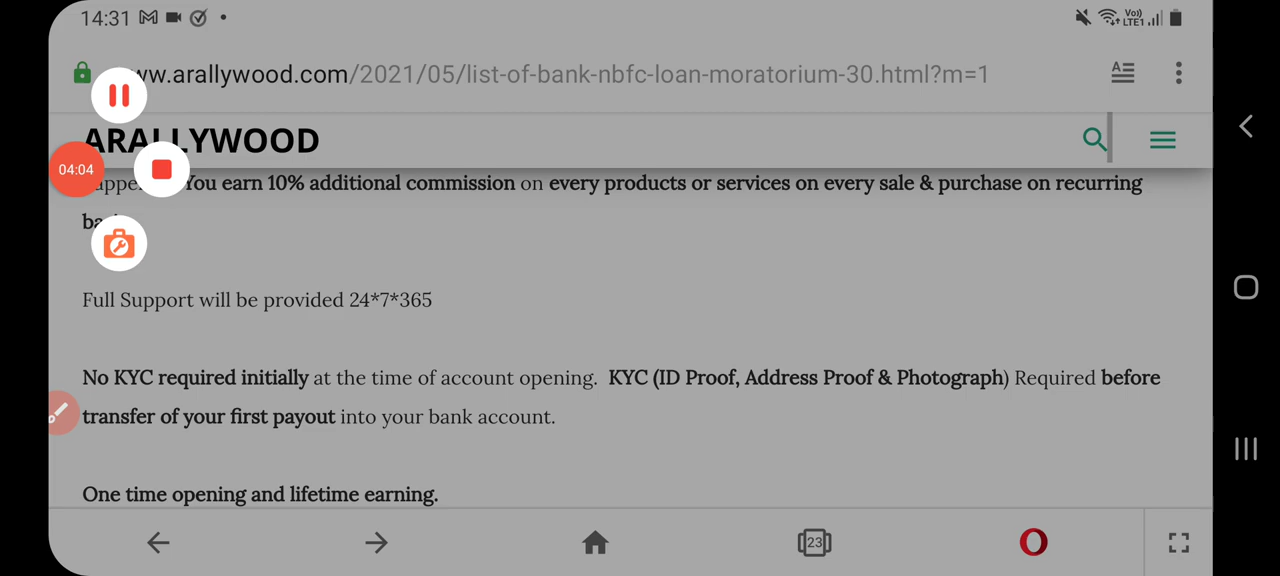 14:31
LTE1
ww.arallywood.com/2021/05/list-of-bank-nbfc-loan-moratorium-30.html?m=1
ARALLYWOOD
04:04
You earn 10% additional commission on every products or services on every sale & purchase on recurring
Full Support will be provided 24*7*365
No KYC required initially at the time of account opening. KYC (ID Proof, Address Proof & Photograph) Required before
transfer of your first payout into your bank account.
One time opening and lifetime earning.
23